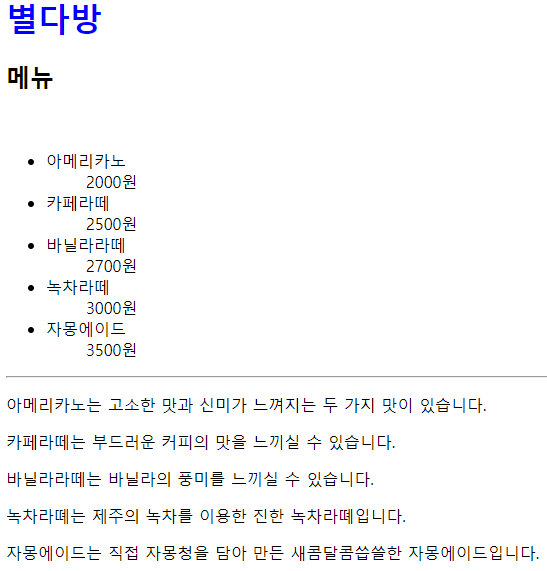 별다방
메뉴
아메리카노
2000원
카페라떼
2500원
바닐라라떼
2700원
녹차라떼
3000원
자몽에이드
3500원
아메리카노는 고소한 맛과 신미가 느껴지는 두 가지 맛이 있습니다.
카페라떼는 부드러운 커피의 맛을 느끼실 수 있습니다.
바닐라라떼는 바닐라의 풍미를 느끼실 수 있습니다.
녹차라떼는 제주의 녹차를 이용한 진한 녹차라떼입니다.
자몽에이드는 직접 자몽청을 담아 만든 새콤달콤씁쓸한 자몽에이드입니다.